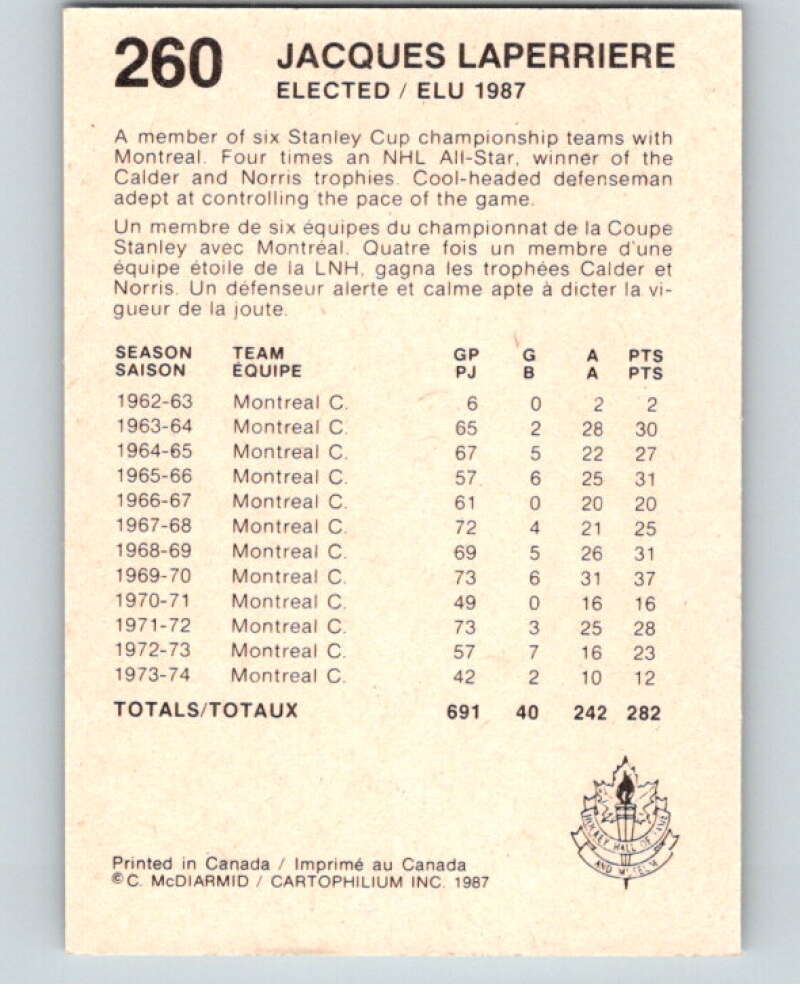 260 JACQUES LAPERRIERE
ELECTED / ELU 1987
A member of six Stanley Cup championship teams with
Montreal. Four times an NHL All-Star, winner of the
Calder and Norris trophies. Cool-headed defenseman
adept at controlling the pace of the game.
Un membre de six équipes du championnat de la Coupe
Stanley avec Montréal. Quatre fois un membre d'une
équipe étoile de la LNH, gagna les trophées Calder et
Norris. Un défenseur alerte et calme apte à dicter la vi-
gueur de la joute.
SEASON TEAM GP G A PTS
SAISON ÉQUIPE PJ B A PTS
1962-63 Montreal C. 6 0 2 2
1963-64 Montreal C. 65 2 28 30
1964-65 Montreal C. 67 5 22 27
1965-66 Montreal C. 57 6 25 31
1966-67 Montreal C. 61 0 20 20
1967-68 Montreal C. 72 4 21 25
1968-69 Montreal C. 69 5 26 31
1969-70 Montreal C. 73 6 31 37
1970-71 Montreal C. 49 0 16 16
1971-72 Montreal C. 73 3 25 28
1972-73 Montreal C. 57 7 16 23
1973-74 Montreal C. 42 2 10 12
TOTALS/TOTAUX 691 40 242 282
HOCKEY HALL OF FAME
AND MUSEUM
Printed in Canada / Imprimé au Canada
© C. McDIARMID / CARTOPHILIUM INC. 1987